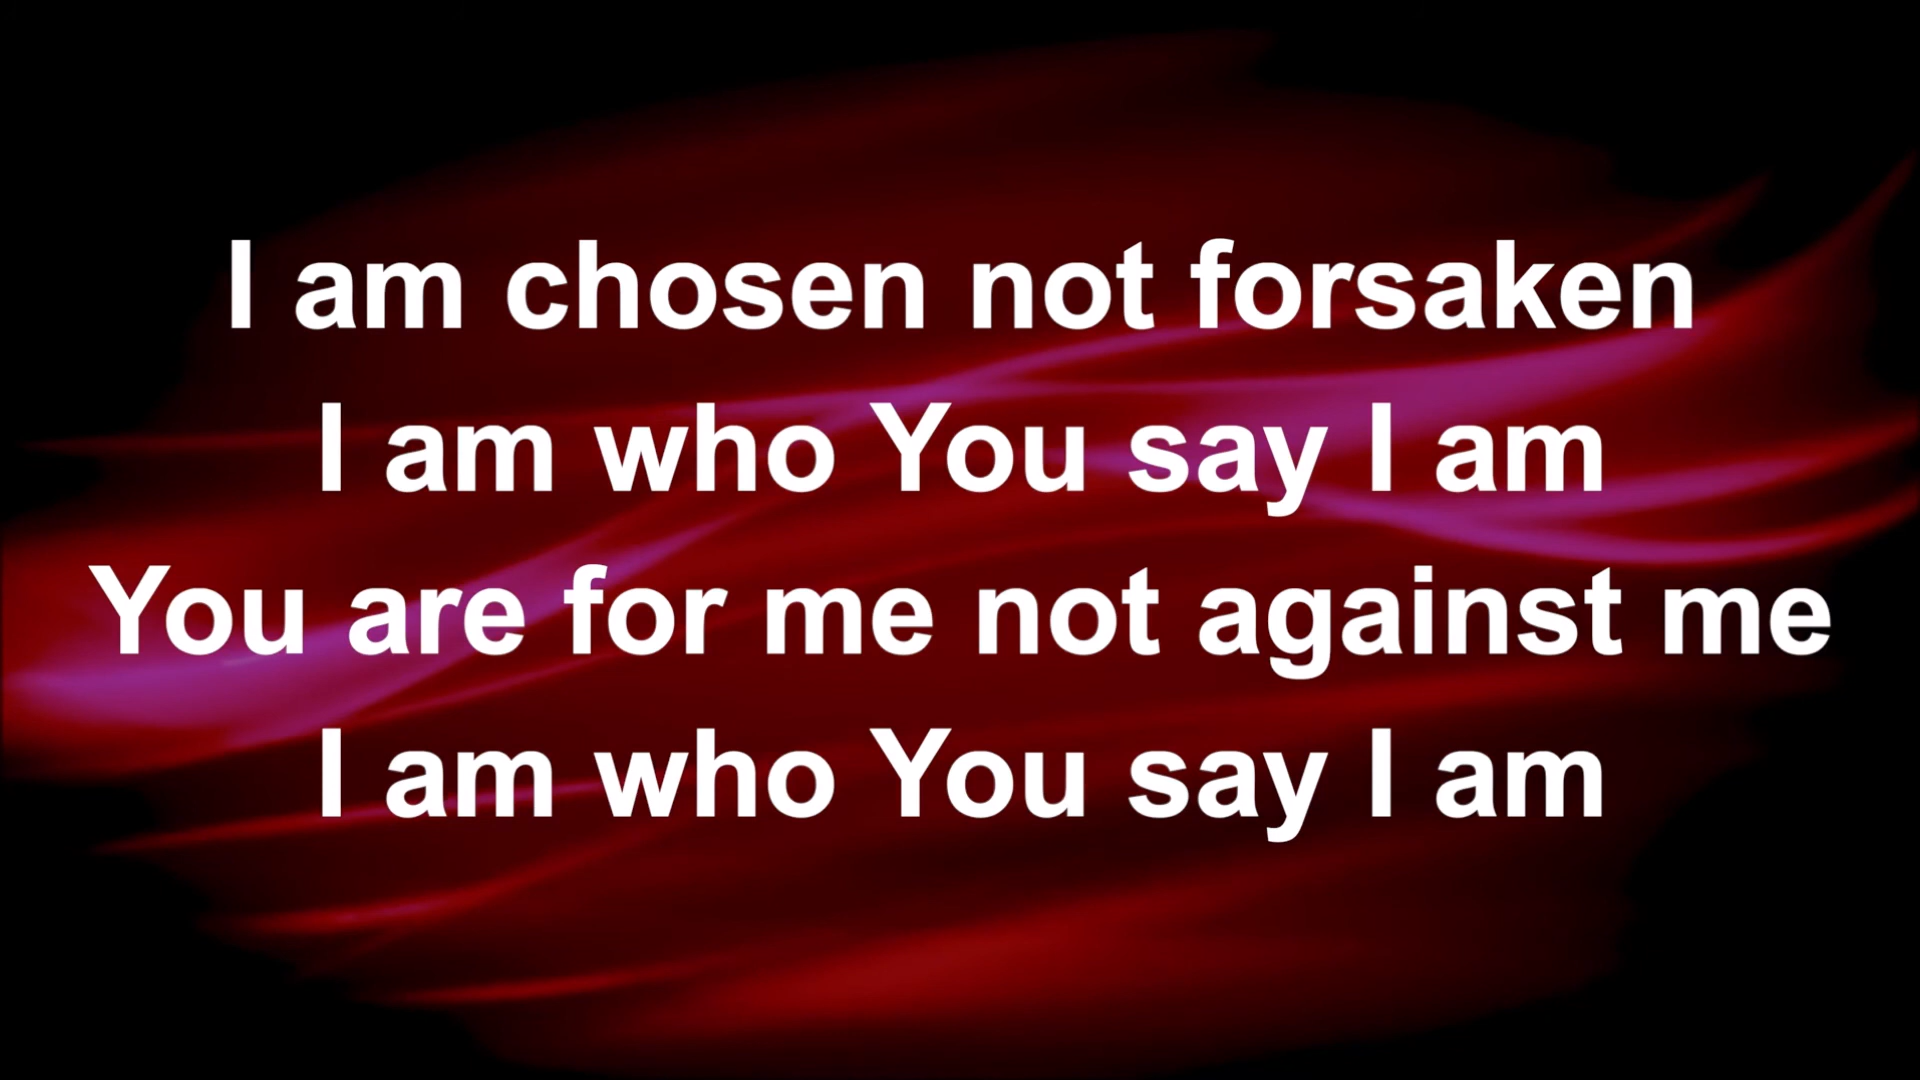 I am chosen not forsaken
I am who You say I am
You are for me not against me
I am who You say I am